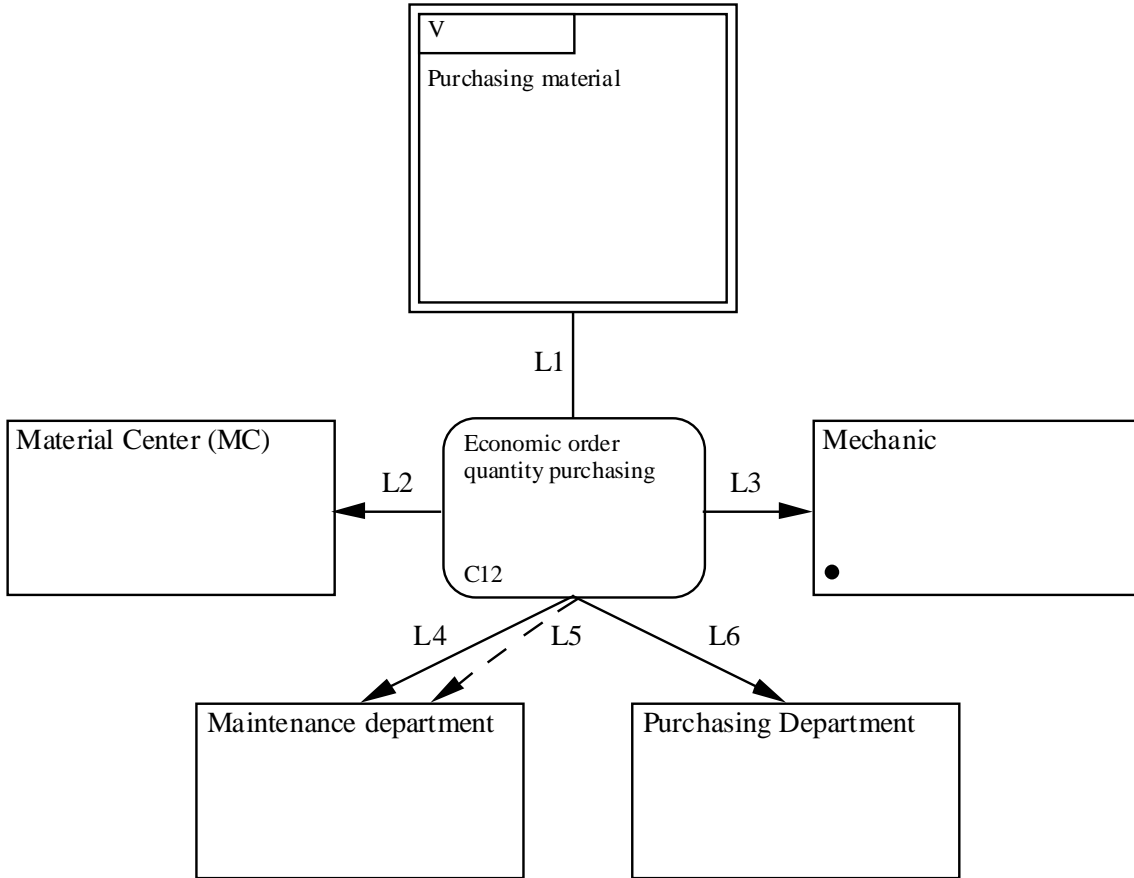 V
Purchasing material
L1
Material Center (MC)
L2
Economic order
quantity purchasing
C12
L3
Mechanic
L4
L5
L6
Maintenance department
Purchasing Department